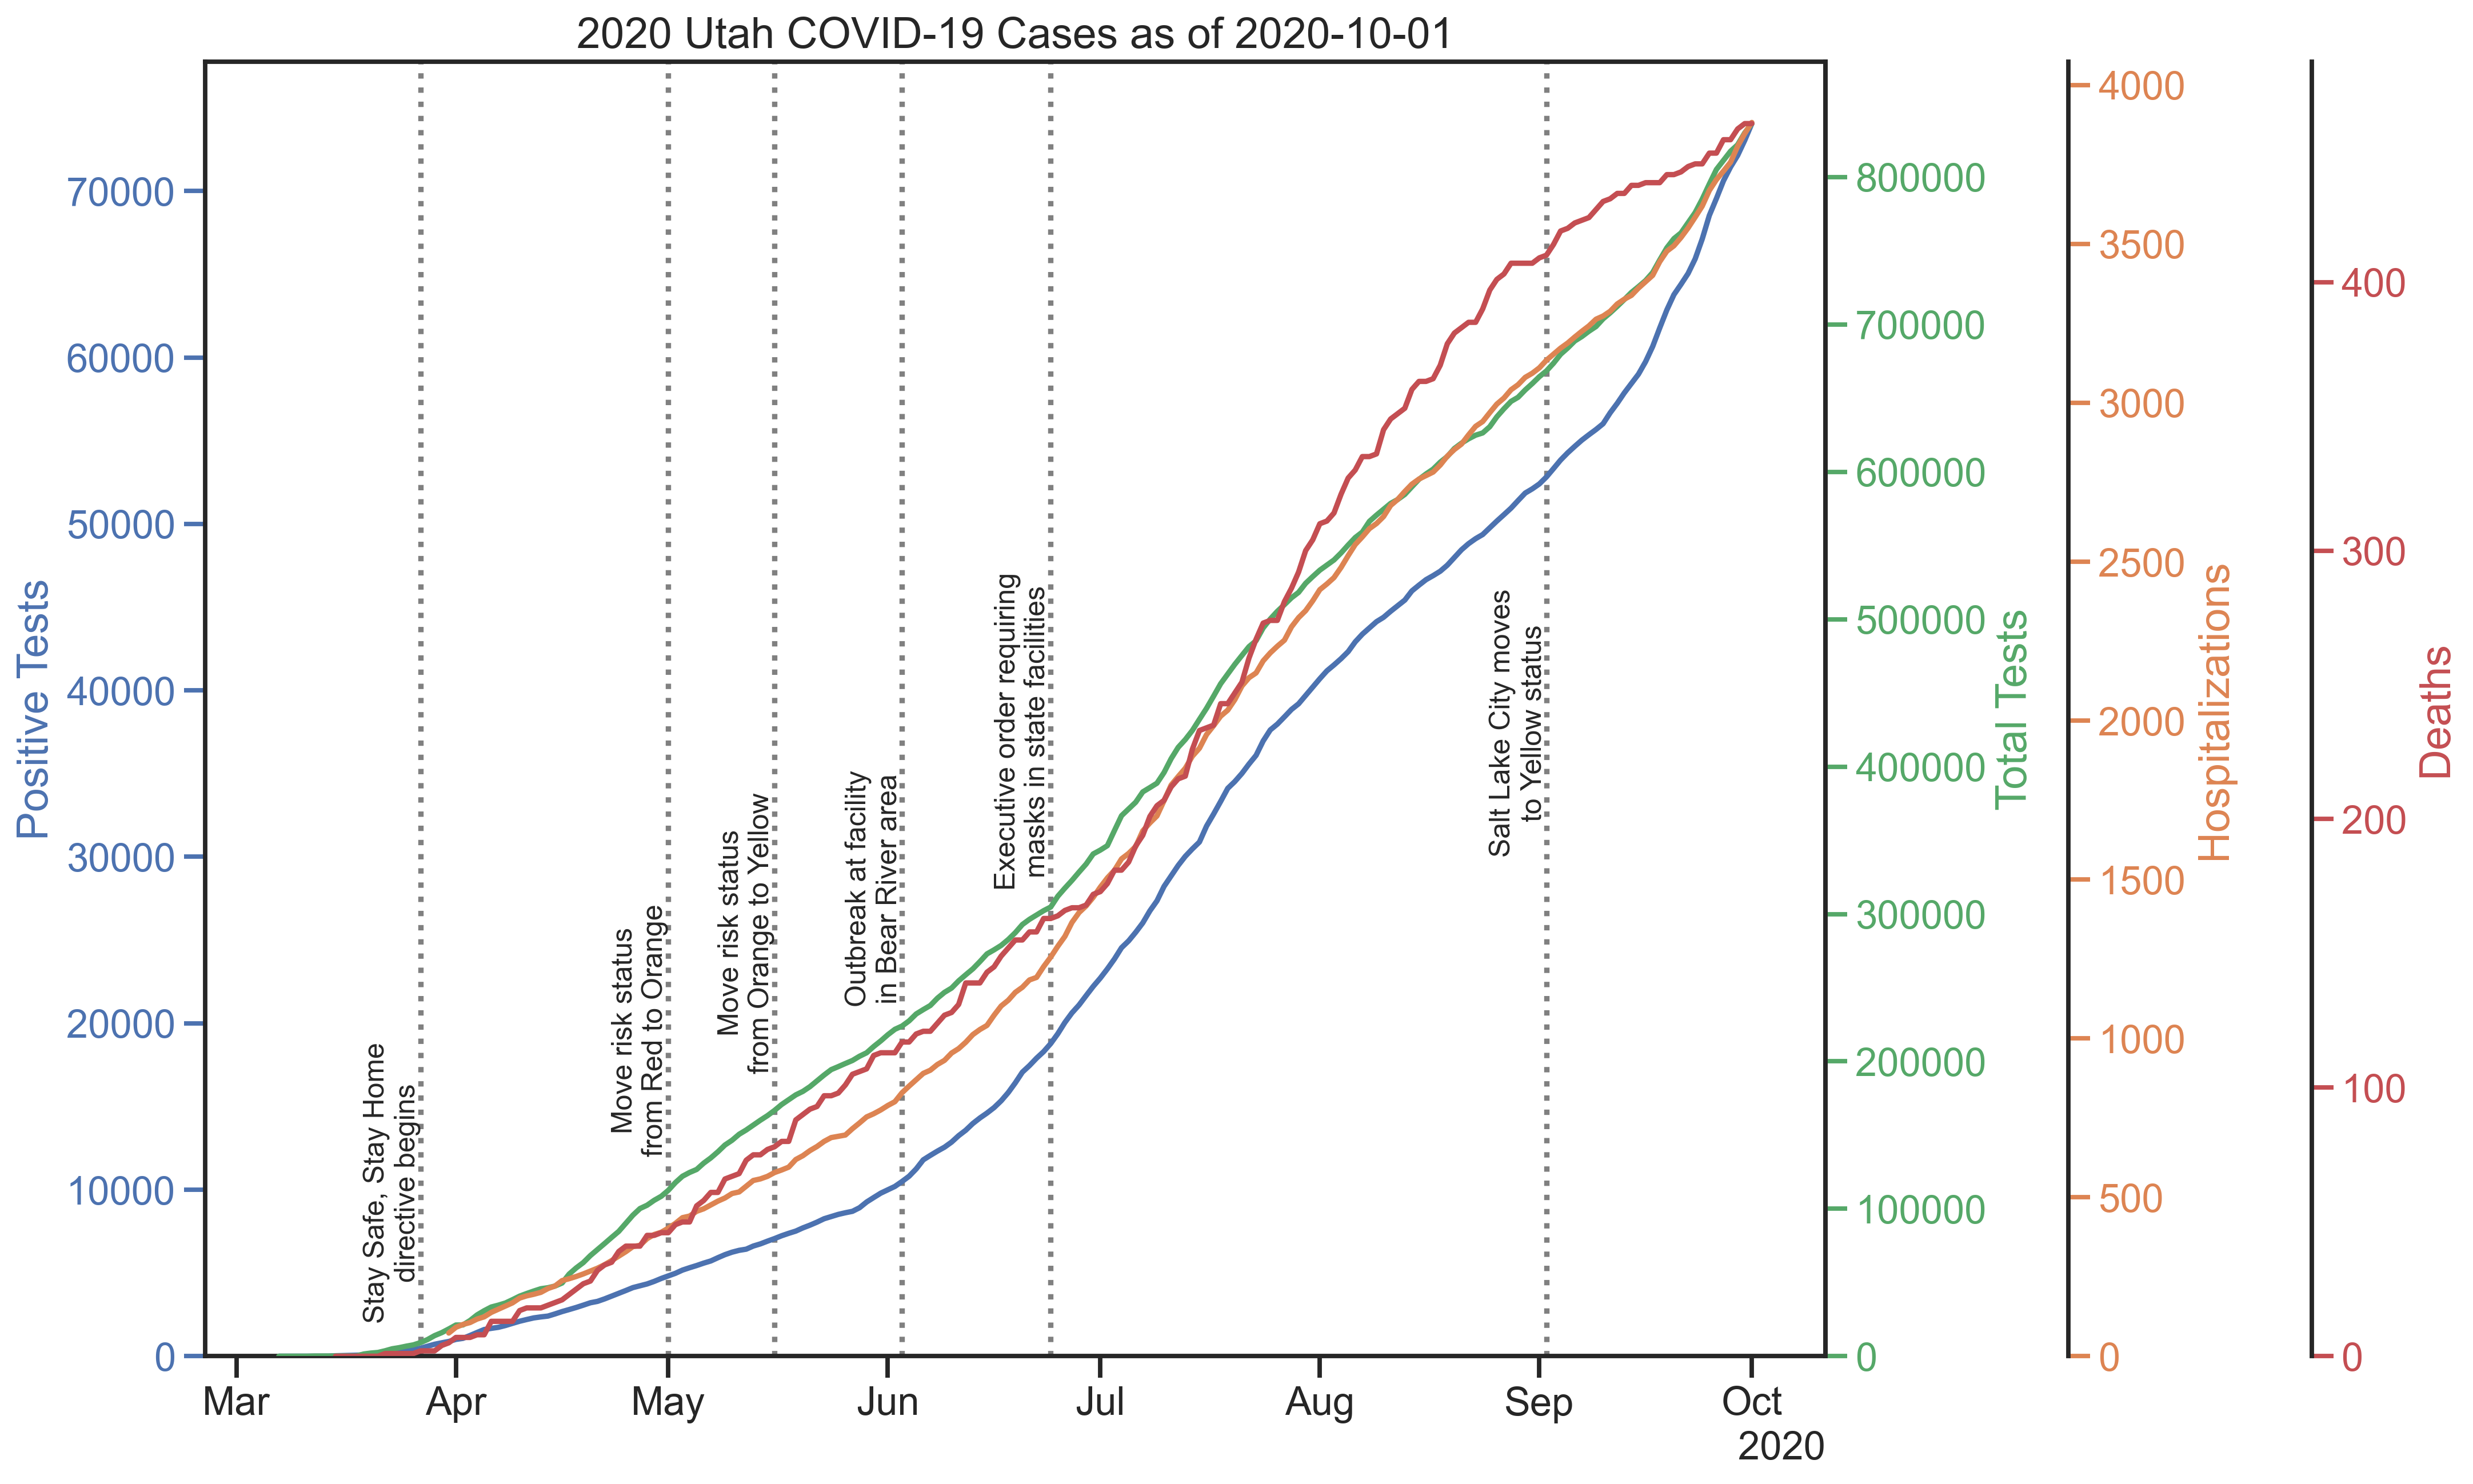 2020 Utah COVID-19 Cases as of 2020-10-01
Positive Tests
70000
60000
50000
40000
30000
20000
10000
0
Stay Safe, Stay Home
directive begins
Move risk status
from Red to Orange
Move risk status
from Orange to Yellow
Outbreak at facility
in Bear River area
Executive order requiring
masks in state facilities
Salt Lake City moves
to Yellow status
800000
700000
600000
500000
400000
300000
200000
100000
0
Total Tests
4000
3500
3000
2500
2000
1500
1000
500
0
Hospitalizations
400
300
200
100
0
Deaths
Mar Apr May Jun Jul Aug Sep Oct
2020